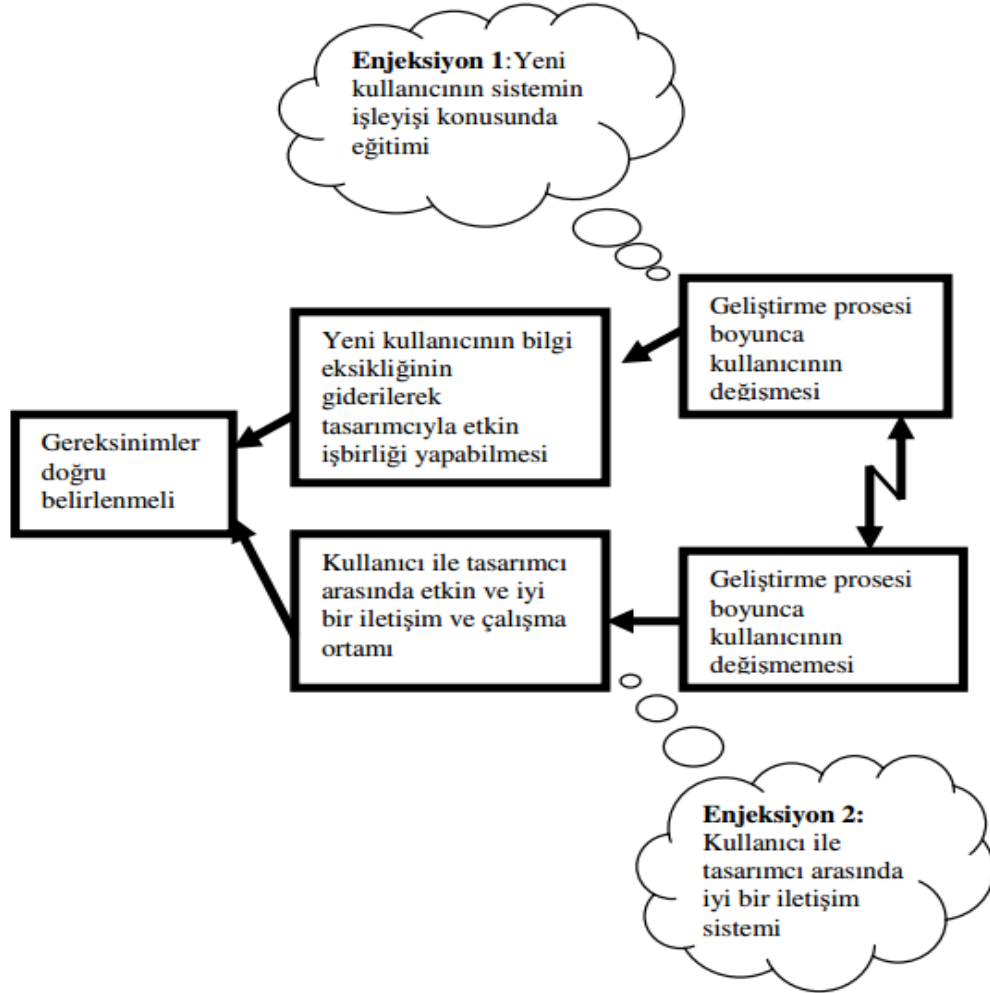 Enjeksiyon 1:Yeni
kullanıcının sistemin
işleyişi konusunda
eğitimi
Geliştirme prosesi
boyunca
kullanıcının
değişmesi
Yeni kullanıcının bilgi
eksikliğinin
giderilerek
tasarımcıyla etkin
işbirliği yapabilmesi
Gereksinimler
doğru
belirlenmeli
Kullanıcı ile tasarımcı
arasında etkin ve iyi
bir iletişim ve çalışma
ortamı
Geliştirme prosesi
boyunca
kullanıcının
değişmemesi
Enjeksiyon 2:
Kullanıcı ile
tasarımcı arasında
iyi bir iletişim
sistemi